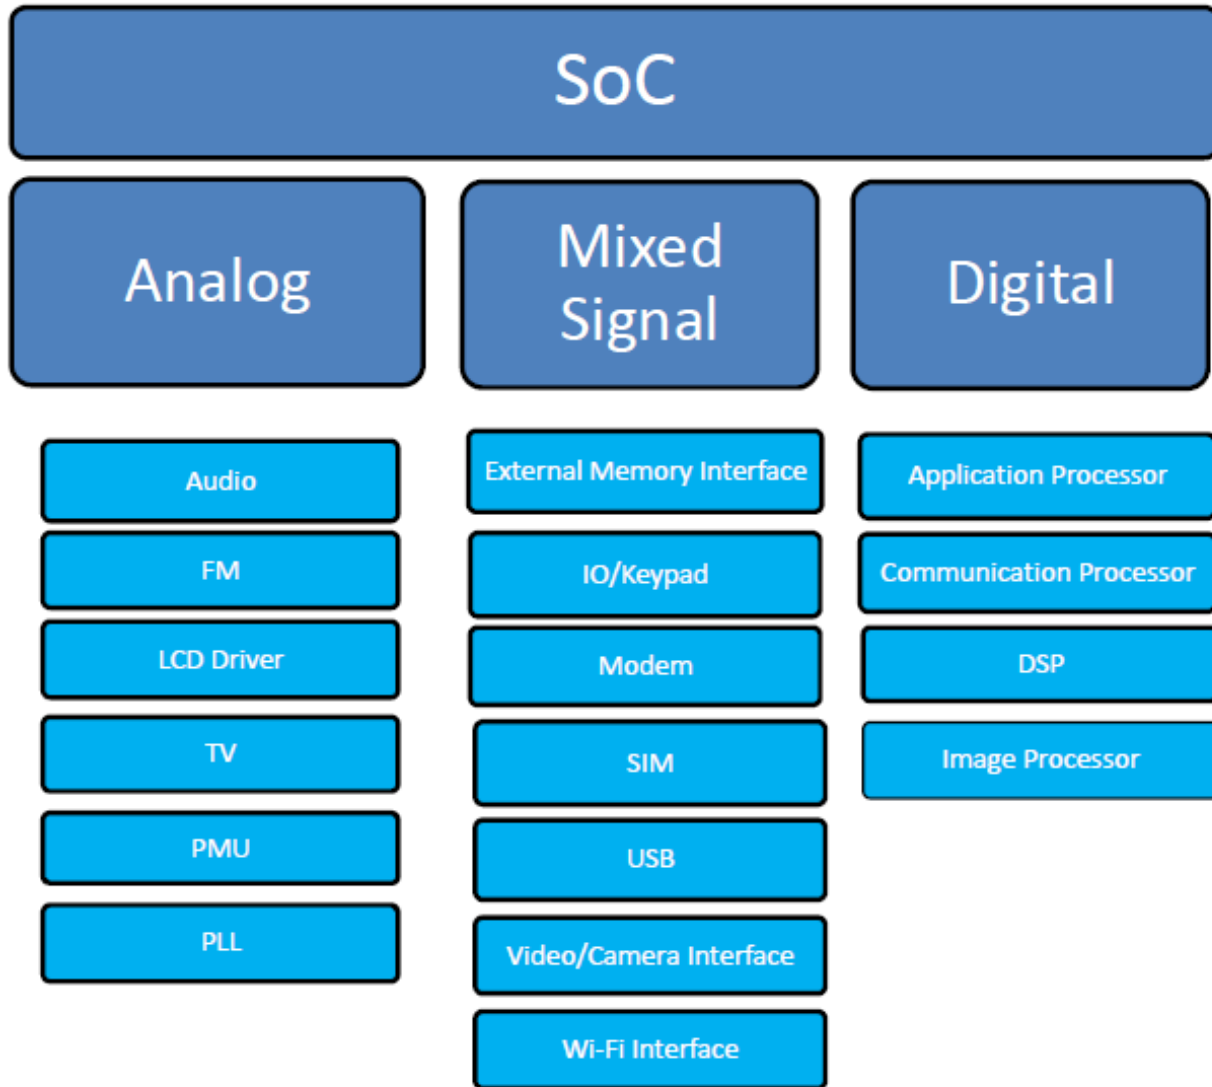 SoC
Analog
Mixed
Signal
Digital
Audio
FM
LCD Driver
TV
PMU
PLL
External Memory Interface
IO/Keypad
Modem
SIM
USB
Video/Camera Interface
Wi-Fi Interface
Application Processor
Communication Processor
DSP
Image Processor